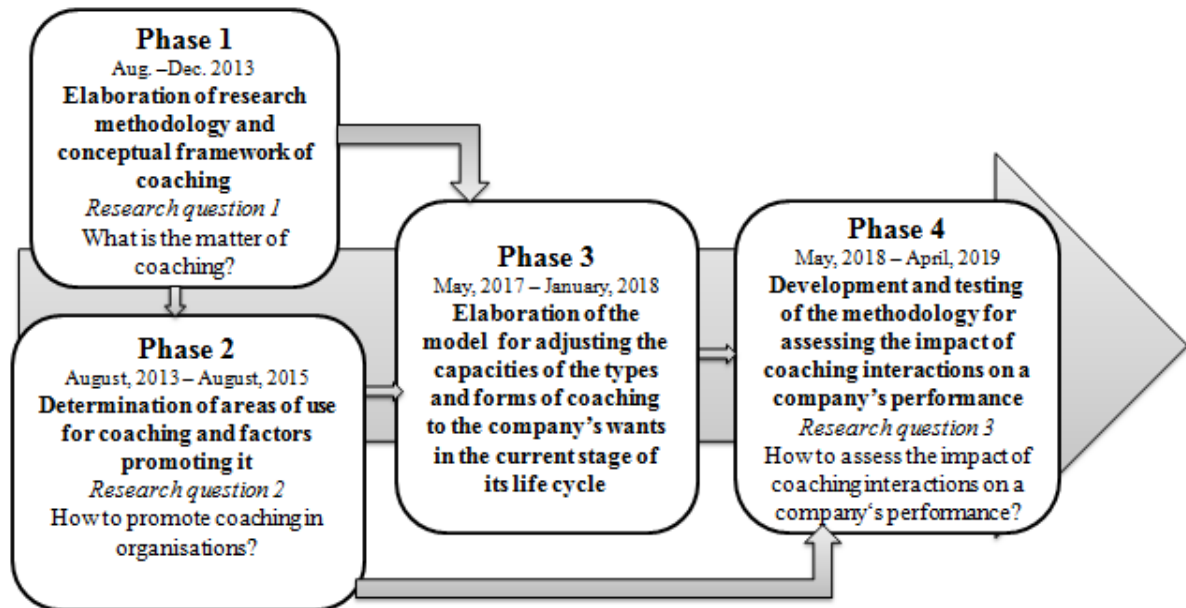 Phase 1
Aug. –Dec. 2013
Elaboration of research
methodology and
conceptual framework of
coaching
Research question 1
What is the matter of
coaching?
Phase 2
August, 2013 – August, 2015
Determination of areas of use
for coaching and factors
promoting it
Research question 2
How to promote coaching in
organisations?
Phase 3
May, 2017 – January, 2018
Elaboration of the
model for adjusting the
capacities of the types
and forms of coaching
to the company's wants
in the current stage of
its life cycle
Phase 4
May, 2018 – April, 2019
Development and testing
of the methodology for
assessing the impact of
coaching interactions on a
company's performance
Research question 3
How to assess the impact of
coaching interactions on a
company‘s performance?